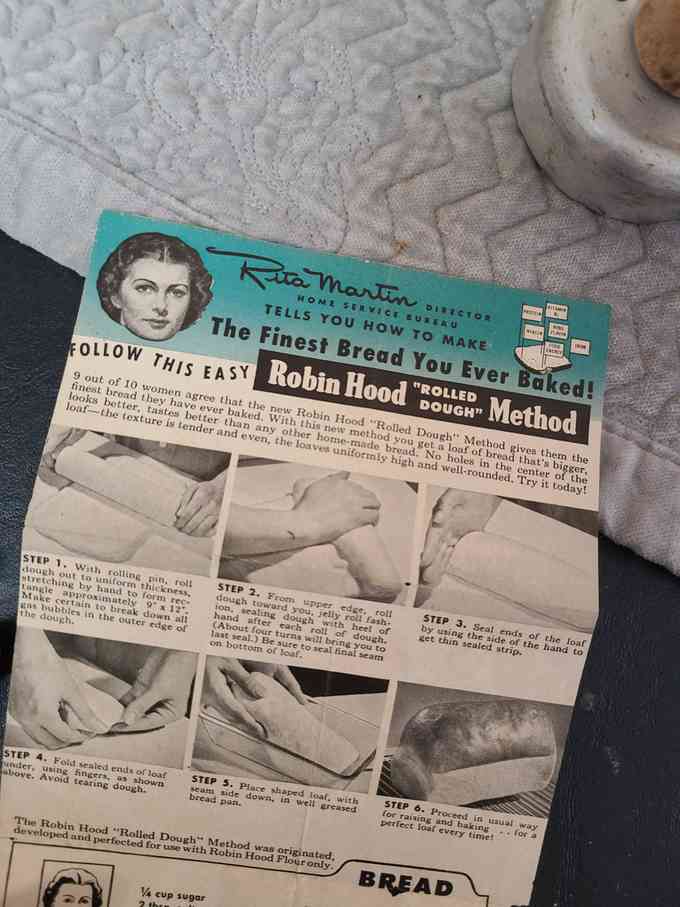 Rita Martin DIRECTOR
HOME SERVICE BUREAU
TELLS YOU HOW TO MAKE
The Finest Bread You Ever Baked!
PROTEIN
VITAMIN
NIACIN
FOOD ENERGY
IRON
FOLLOW THIS EASY Robin Hood "ROLLED DOUGH" Method
9 out of 10 women agree that the new Robin Hood "Rolled Dough" Method gives them the
finest bread they have ever baked. With this new method you get a loaf of bread that's bigger,
looks better, tastes better than any other home-made bread. No holes in the center of the
loaf—the texture is tender and even, the loaves uniformly high and well-rounded. Try it today!
STEP 1. With rolling pin, roll
dough out to uniform thickness,
stretching by hand to form rec-
tangle approximately 9" x 12".
Make certain to break down all
gas bubbles in the outer edge of
the dough.
STEP 2. From upper edge, roll
dough toward you, jelly roll fash-
ion, sealing dough with heel of
hand after each roll of dough.
(About four turns will bring you to
last seal.) Be sure to seal final seam
on bottom of loaf.
STEP 3. Seal ends of the loaf
by using the side of the hand to
get thin sealed strip.
STEP 4. Fold sealed ends of loaf
under, using fingers, as shown
above. Avoid tearing dough.
STEP 5. Place shaped loaf, with
seam side down, in well greased
bread pan.
STEP 6. Proceed in usual way
for raising and baking . . for a
perfect loaf every time!
The Robin Hood "Rolled Dough" Method was originated,
developed and perfected for use with Robin Hood Flour only.
BREAD
¼ cup sugar
2